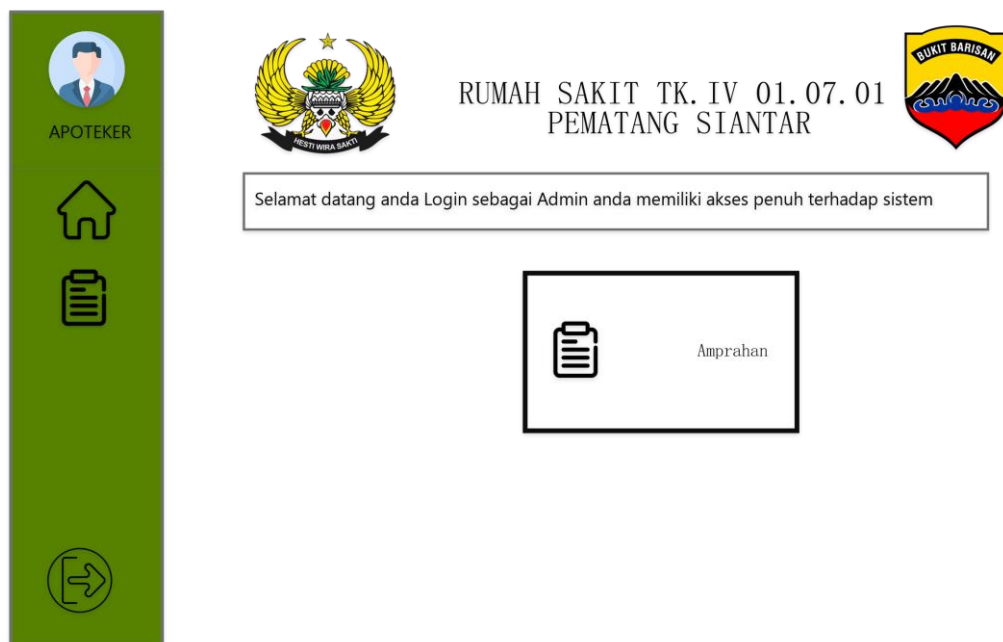 APOTEKER
HESTI WIRA SAKTI
RUMAH SAKIT TK.IV 01.07.01
PEMATANG SIANTAR
BUKIT BARISAN
Selamat datang anda Login sebagai Admin anda memiliki akses penuh terhadap sistem
Amprahan